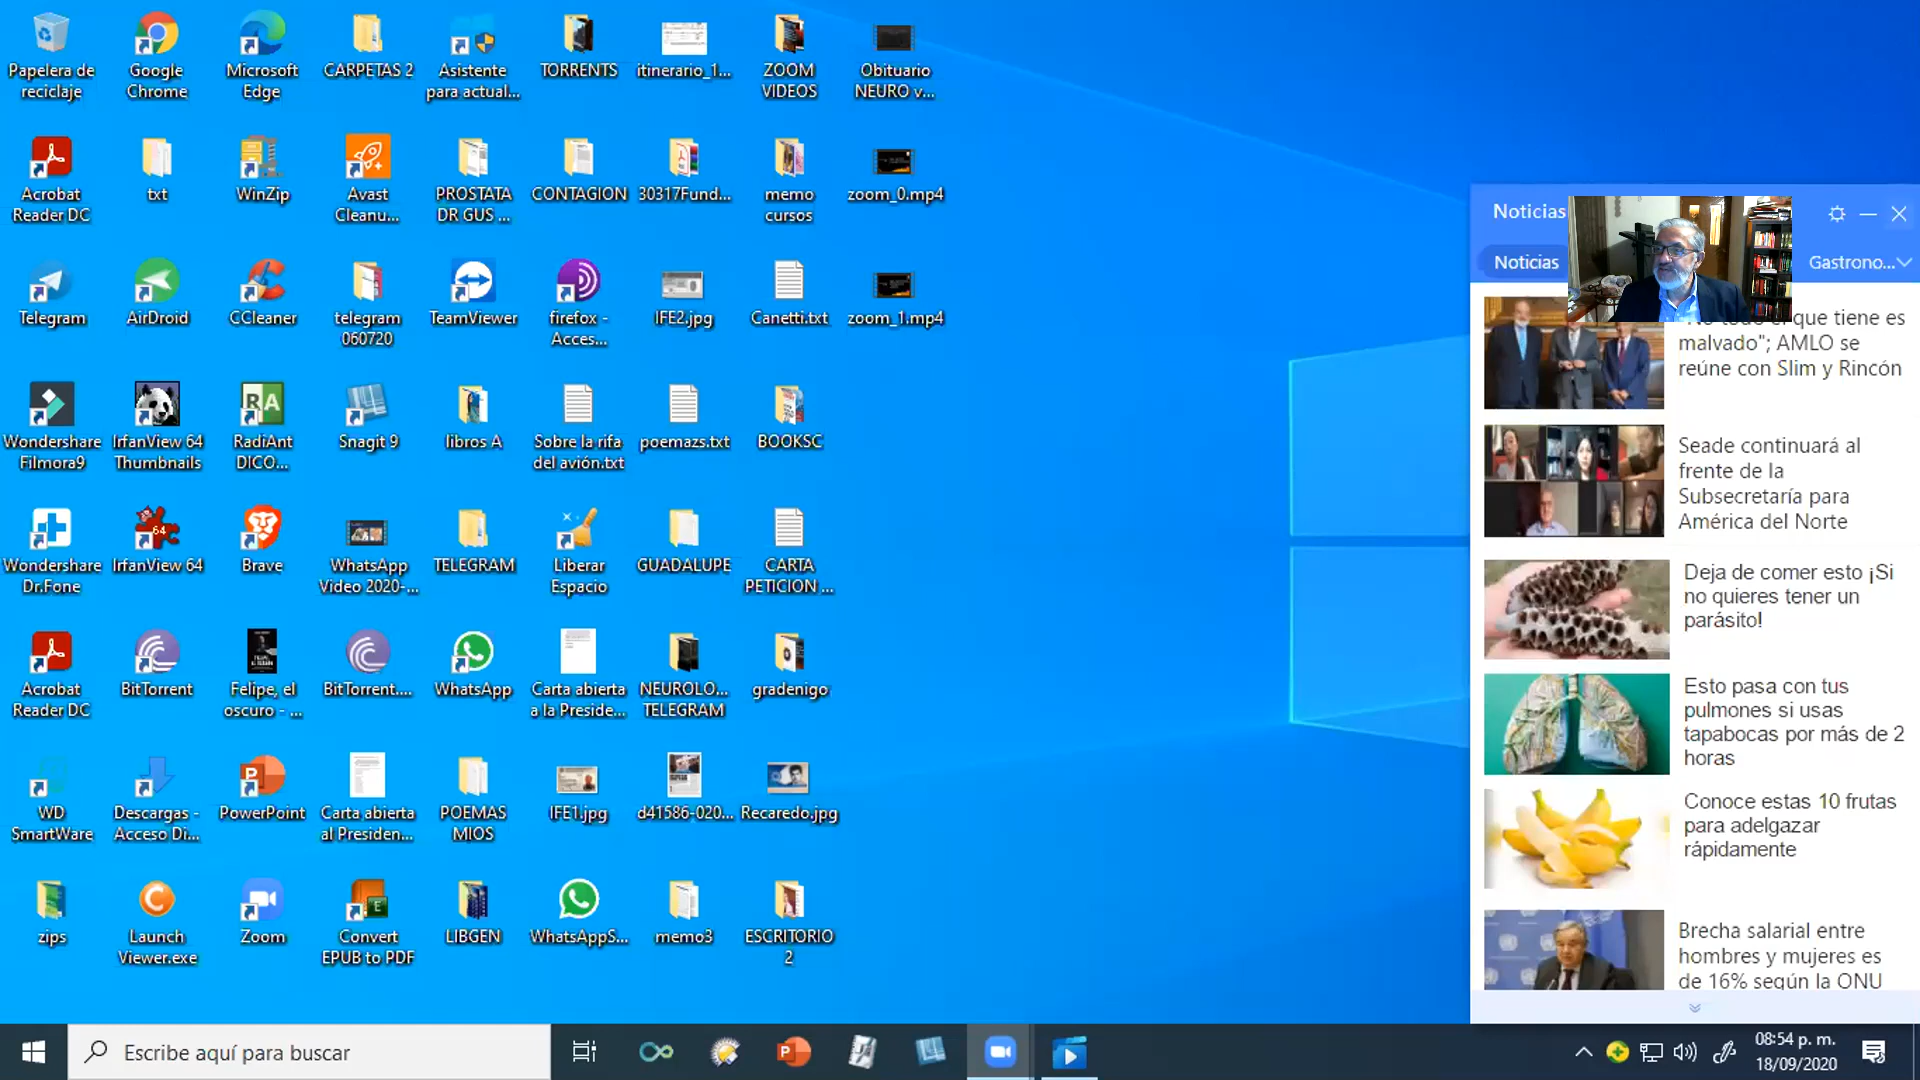 Papelera de
reciclaje
Google
Chrome
Microsoft
Edge
CARPETAS 2
Asistente
para actual...
TORRENTS
itinerario_1...
ZOOM
VIDEOS
Obituario
NEURO v...
Acrobat
Reader DC
txt
WinZip
Avast
Cleanu...
PROSTATA
DR GUS ...
CONTAGION
30317Fund...
memo
cursos
zoom_0.mp4
Telegram
AirDroid
CCleaner
telegram
060720
TeamViewer
firefox -
Acces...
IFE2.jpg
Canetti.txt
zoom_1.mp4
Wondershare
Filmora9
IrfanView 64
Thumbnails
RadiAnt
DICO...
Snagit 9
libros A
Sobre la rifa
del avión.txt
poemazs.txt
BOOKSC
Wondershare
Dr.Fone
IrfanView 64
Brave
WhatsApp
Video 2020-...
TELEGRAM
Liberar
Espacio
GUADALUPE
CARTA
PETICION ...
Acrobat
Reader DC
BitTorrent
Felipe, el
oscuro - ...
BitTorrent....
WhatsApp
Carta abierta
a la Preside...
NEUROLO...
TELEGRAM
gradenigo
WD
SmartWare
Descargas -
Acceso Di...
PowerPoint
Carta abierta
al Presiden...
POEMAS
MIOS
IFE1.jpg
d41586-020...
Recaredo.jpg
zips
Launch
Viewer.exe
Zoom
Convert
EPUB to PDF
LIBGEN
WhatsAppS...
memo3
ESCRITORIO
2
Noticias
Noticias
Gastrono...
que tiene es
malvado"; AMLO se
reúne con Slim y Rincón
Seade continuará al
frente de la
Subsecretaría para
América del Norte
Deja de comer esto ¡Si
no quieres tener un
parásito!
Esto pasa con tus
pulmones si usas
tapabocas por más de 2
horas
Conoce estas 10 frutas
para adelgazar
rápidamente
Brecha salarial entre
hombres y mujeres es
de 16% según la ONU
Escribe aquí para buscar
08:54 p. m.
18/09/2020